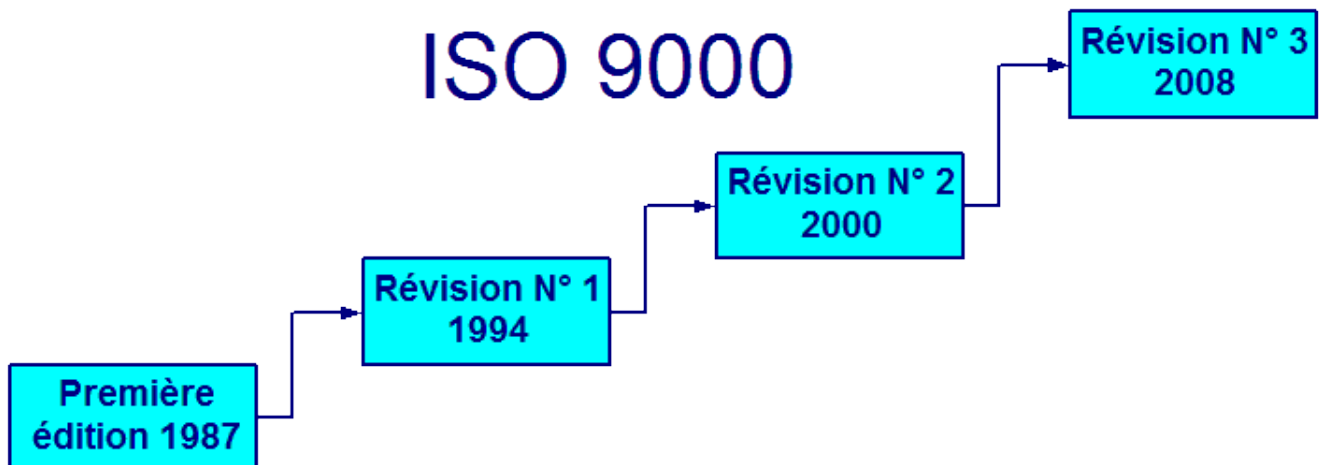 ISO 9000
Révision N° 3
2008
Révision N° 2
2000
Révision N° 1
1994
Première
édition 1987